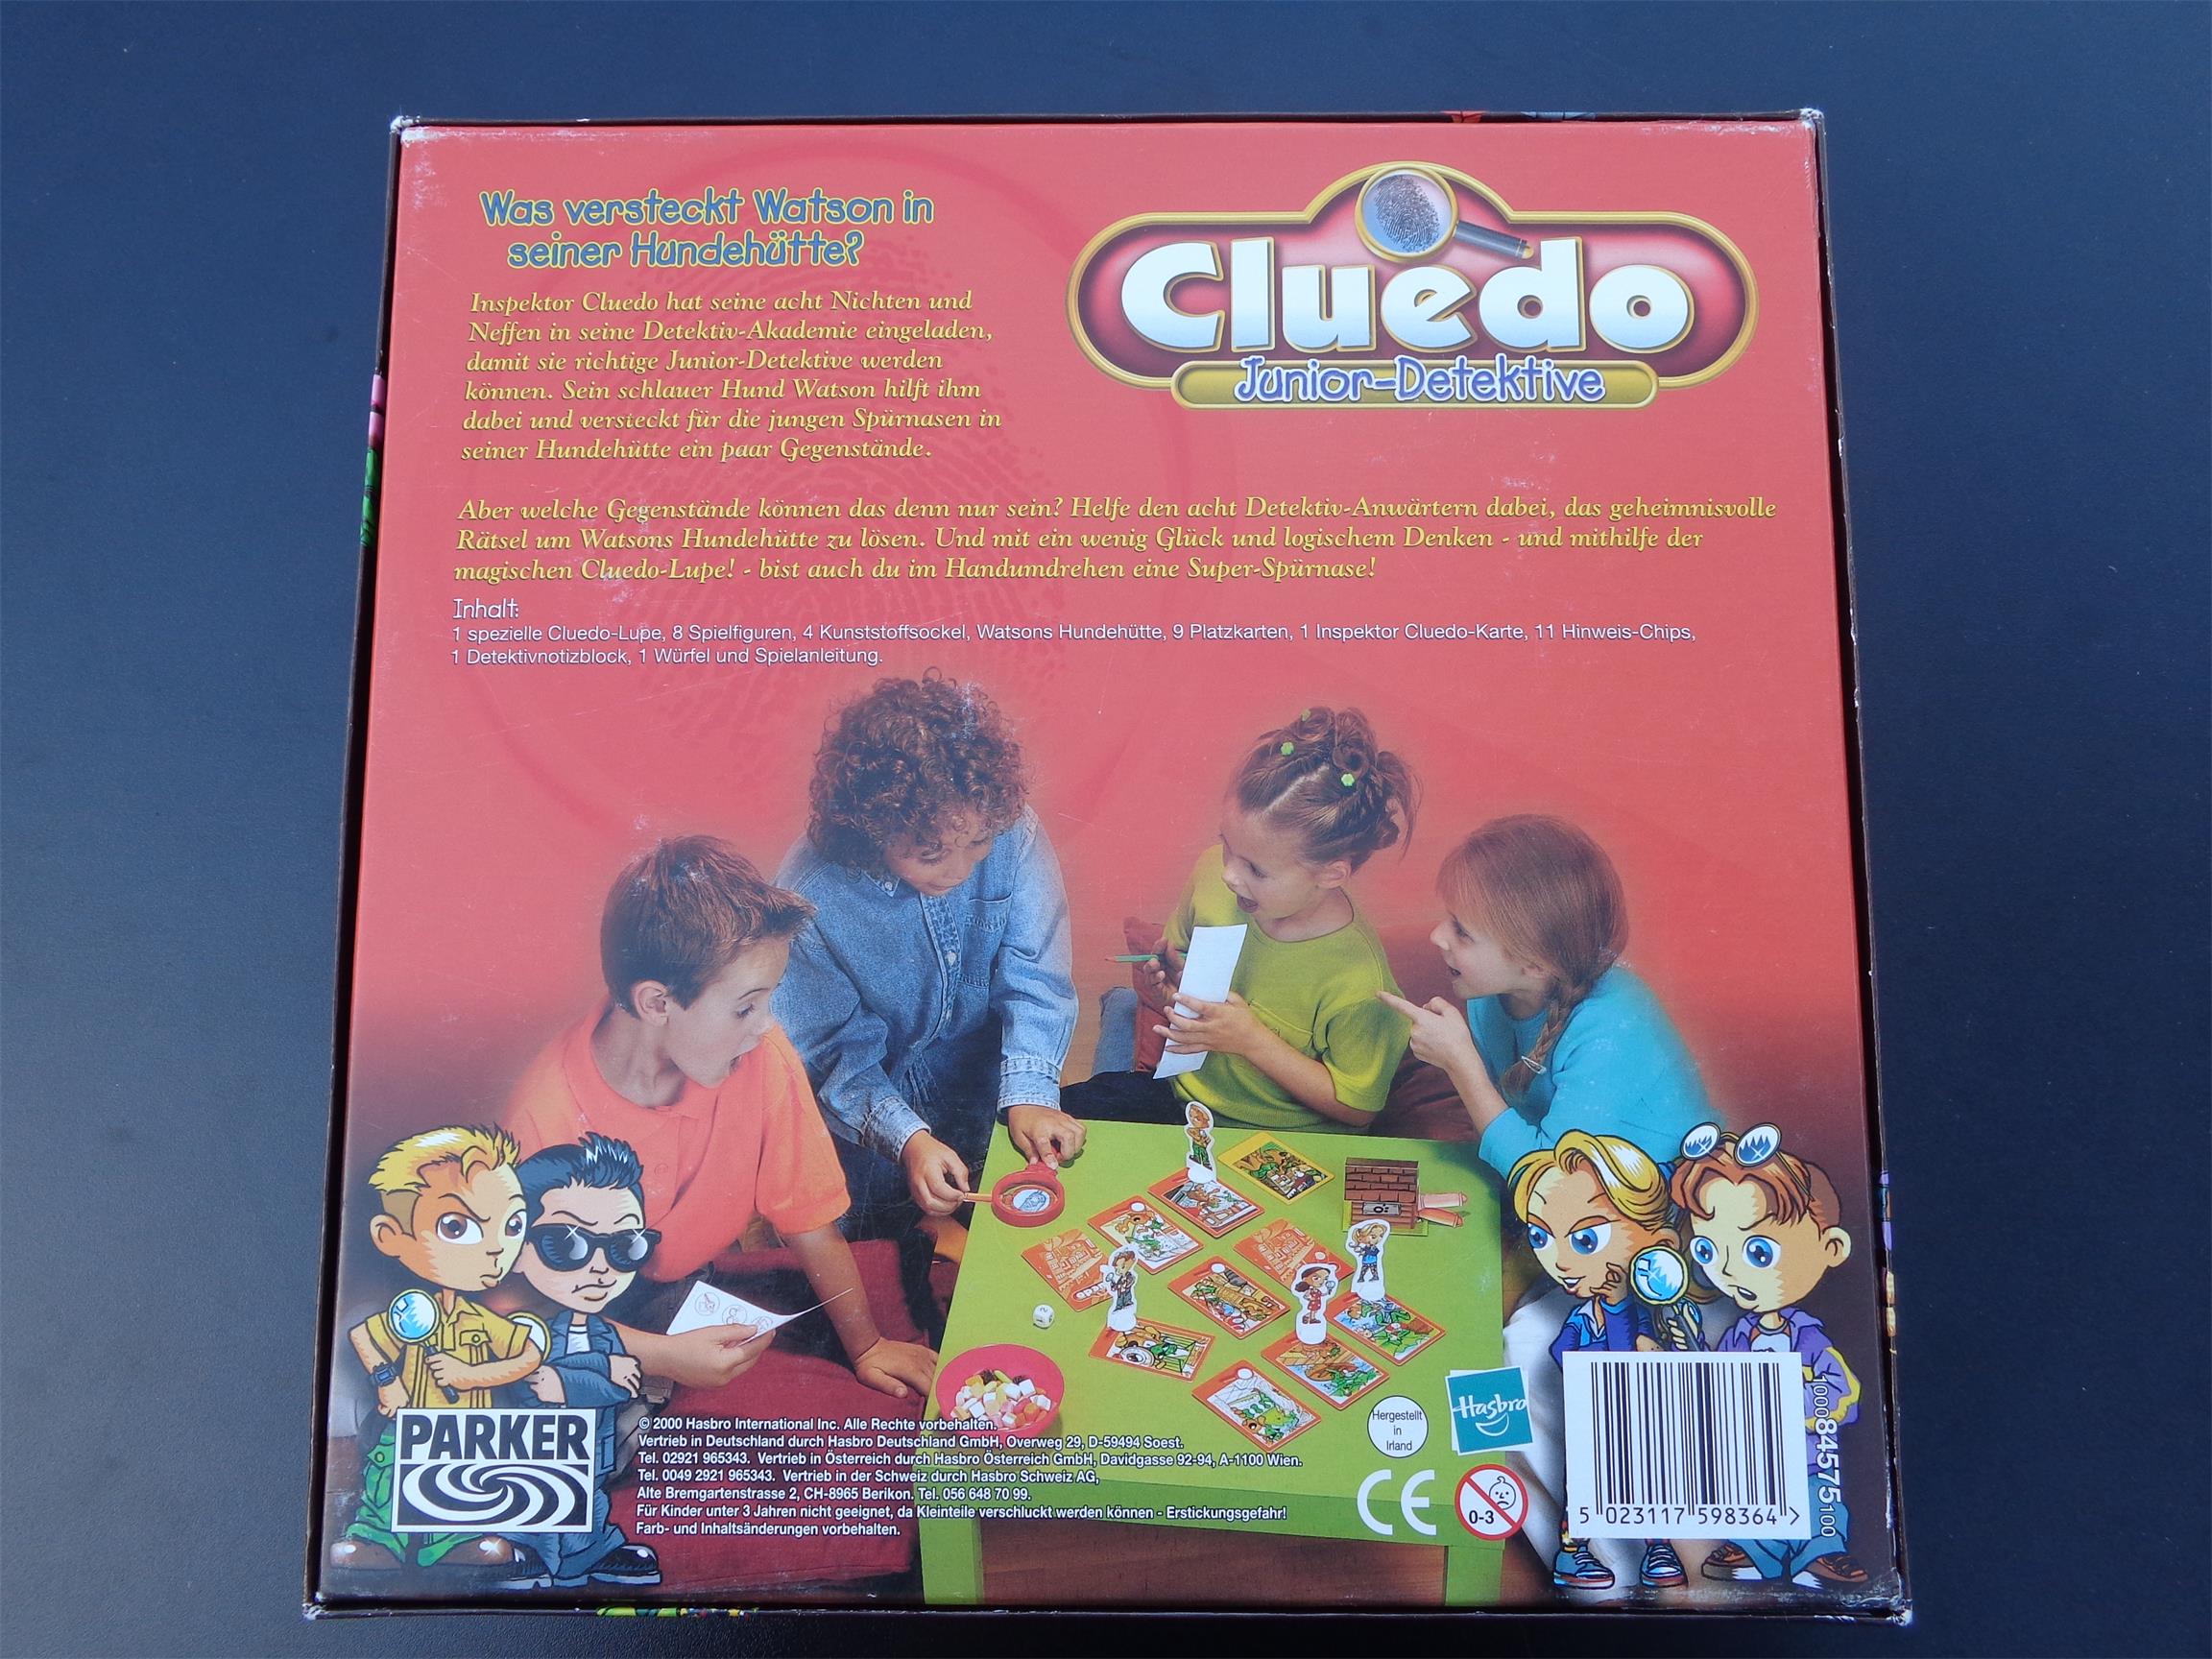 Was versteckt Watson in
seiner Hundehütte?
Inspektor Cluedo hat seine acht Nichten und
Neffen in seine Detektiv-Akademie eingeladen,
damit sie richtige Junior-Detektive werden
können. Sein schlauer Hund Watson hilft ihm
dabei und versteckt für die jungen Spürnasen in
seiner Hundehütte ein paar Gegenstände.
Cluedo
Junior-Detektive
Aber welche Gegenstände können das denn nur sein? Helfe den acht Detektiv-Anwärtern dabei, das geheimnisvolle
Rätsel um Watsons Hundehütte zu lösen. Und mit ein wenig Glück und logischem Denken - und mithilfe der
magischen Cluedo-Lupe! - bist auch du im Handumdrehen eine Super-Spürnase!
Inhalt:
1 spezielle Cluedo-Lupe, 8 Spielfiguren, 4 Kunststoffsockel, Watsons Hundehütte, 9 Platzkarten, 1 Inspektor Cluedo-Karte, 11 Hinweis-Chips,
1 Detektivnotizblock, 1 Würfel und Spielanleitung.
PARKER
© 2000 Hasbro International Inc. Alle Rechte vorbehalten.
Vertrieb in Deutschland durch Hasbro Deutschland GmbH, Overweg 29, D-59494 Soest.
Tel. 02921 965343. Vertrieb in Österreich durch Hasbro Österreich GmbH, Davidgasse 92-94, A-1100 Wien.
Tel. 0049 2921 965343. Vertrieb in der Schweiz durch Hasbro Schweiz AG,
Alte Bremgartenstrasse 2, CH-8965 Berikon. Tel. 056 648 70 99.
Für Kinder unter 3 Jahren nicht geeignet, da Kleinteile verschluckt werden können - Erstickungsgefahr!
Farb- und Inhaltsänderungen vorbehalten.
Hergestellt
in
Irland
Hasbro
CE
0-3
5 023117 598364 >
100084575100